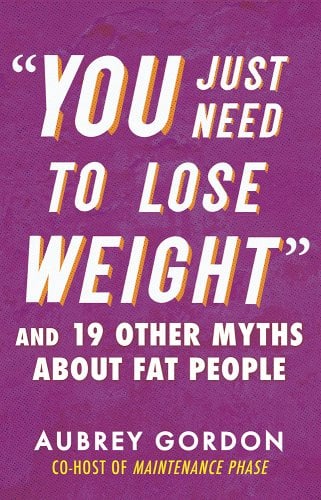 “YOU JUST
NEED
TO LOSE
WEIGHT”
AND 19 OTHER MYTHS
ABOUT FAT PEOPLE
AUBREY GORDON
CO-HOST OF MAINTENANCE PHASE